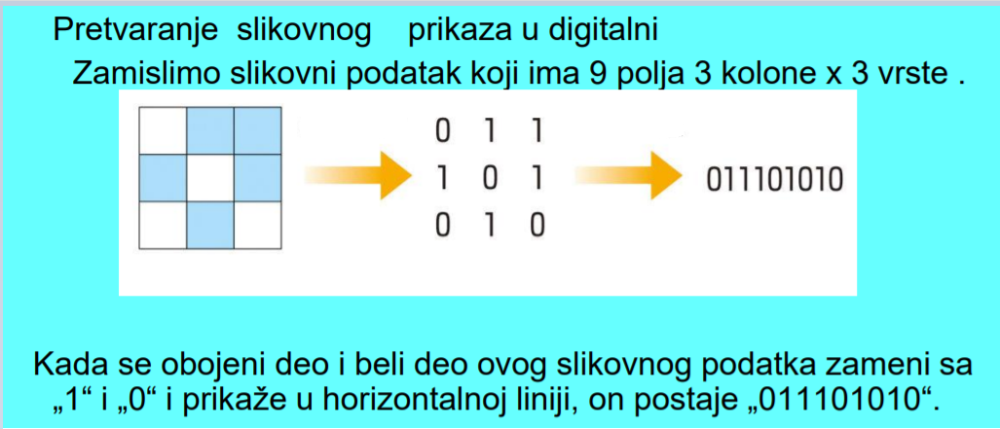 Pretvaranje slikovnog prikaza u digitalni
Zamislimo slikovni podatak koji ima 9 polja 3 kolone x 3 vrste .
0 1 1
1 0 1
0 1 0
011101010
Kada se obojeni deo i beli deo ovog slikovnog podatka zameni sa
„1“ i „0“ i prikaže u horizontalnoj liniji, on postaje „011101010“.